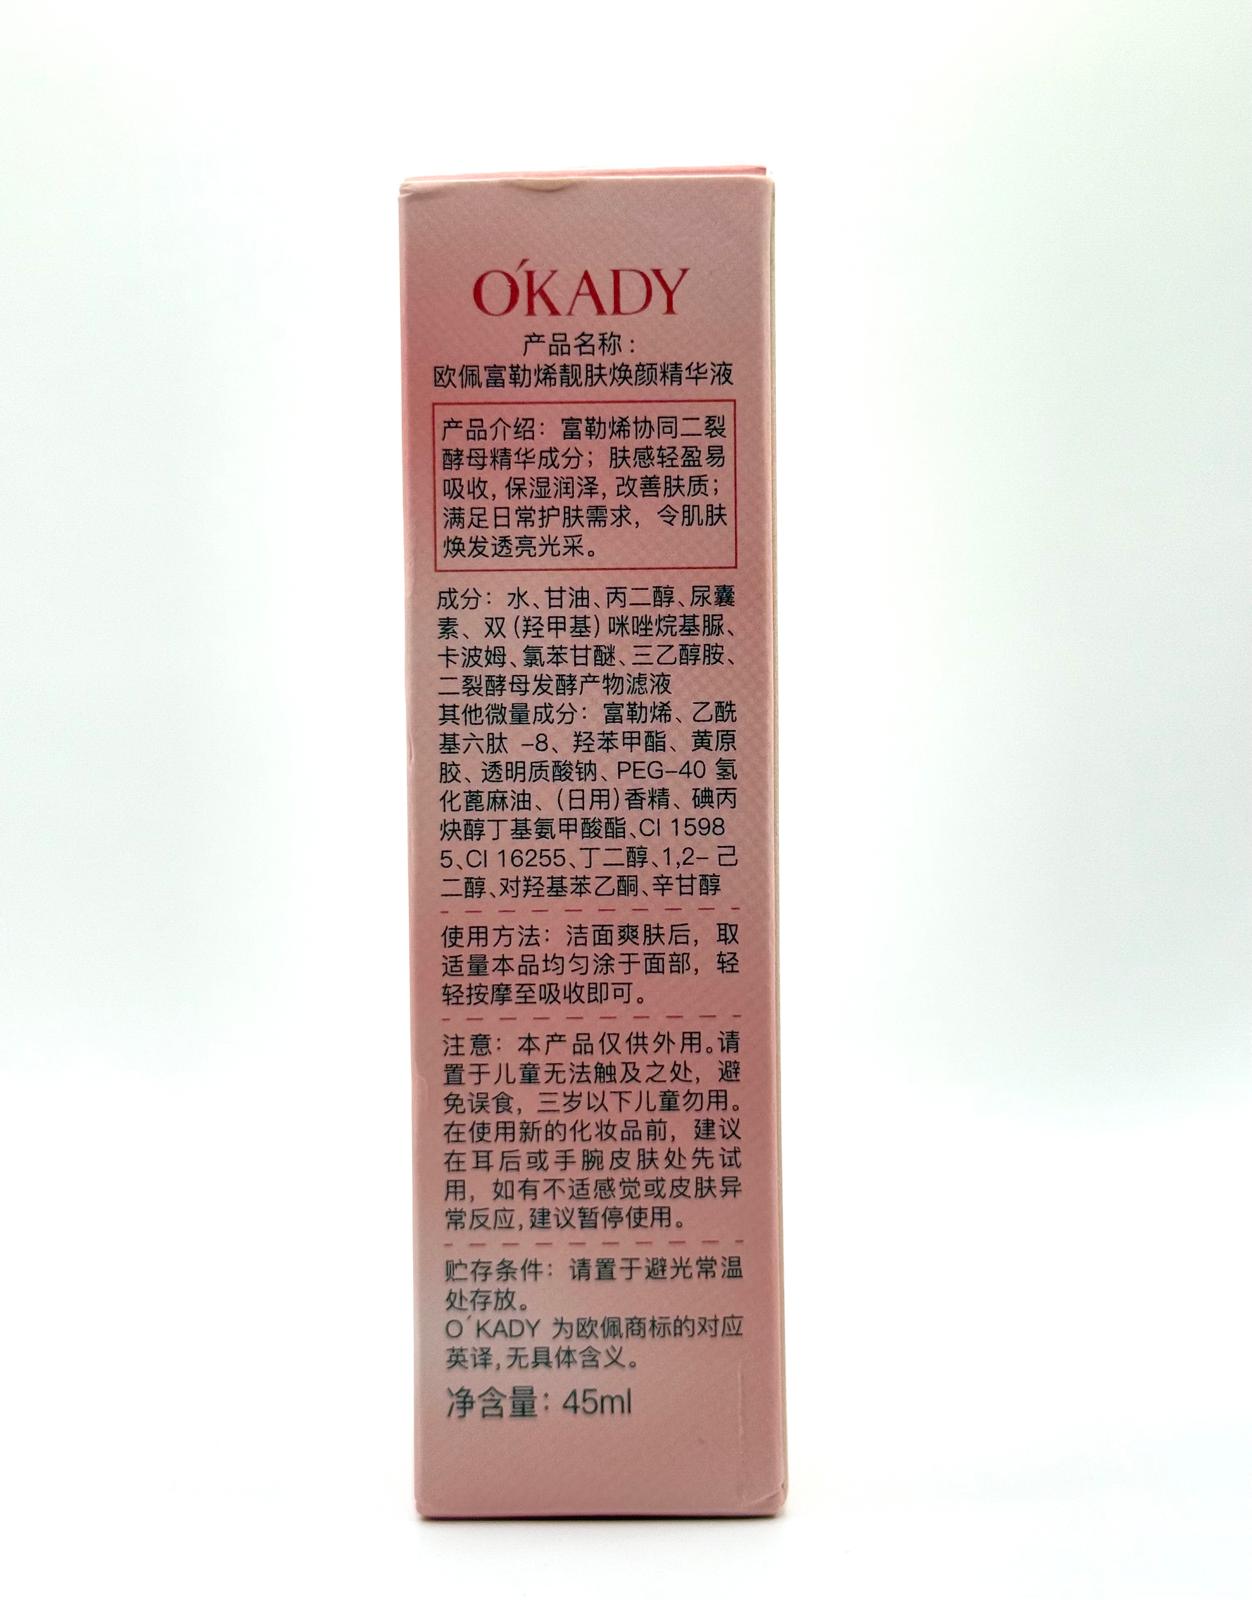 O'KADY
产品名称：
欧佩富勒烯靓肤焕颜精华液
产品介绍：富勒烯协同二裂
酵母精华成分；肤感轻盈易
吸收，保湿润泽，改善肤质；
满足日常护肤需求，令肌肤
焕发透亮光采。
成分：水、甘油、丙二醇、尿囊
素、双（羟甲基）咪唑烷基脲、
卡波姆、氯苯甘醚、三乙醇胺、
二裂酵母发酵产物滤液
其他微量成分：富勒烯、乙酰
基六肽 -8、羟苯甲酯、黄原
胶、透明质酸钠、PEG-40 氢
化蓖麻油、（日用）香精、碘丙
炔醇丁基氨甲酸酯、CI 1598
5、CI 16255、丁二醇、1,2- 己
二醇、对羟基苯乙酮、辛甘醇
使用方法：洁面爽肤后，取
适量本品均匀涂于面部，轻
轻按摩至吸收即可。
注意：本产品仅供外用。请
置于儿童无法触及之处，避
免误食，三岁以下儿童勿用。
在使用新的化妆品前，建议
在耳后或手腕皮肤处先试
用，如有不适感觉或皮肤异
常反应，建议暂停使用。
贮存条件：请置于避光常温
处存放。
O'KADY 为欧佩商标的对应
英译，无具体含义。
净含量：45ml